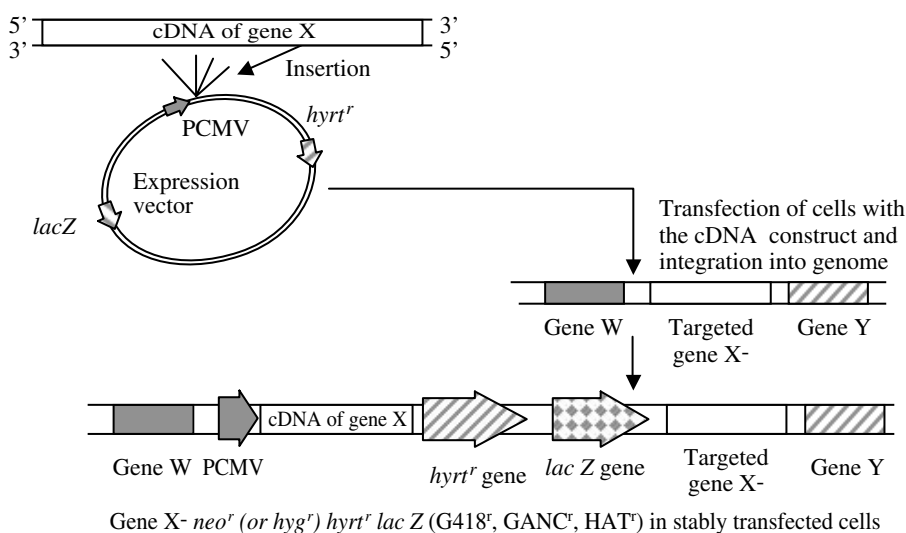 5’ cDNA of gene X 3’
3’ 5’
Insertion
hyrtʳ
PCMV
Expression
vector
lacZ
Transfection of cells with
the cDNA construct and
integration into genome
Gene W Targeted Gene Y
gene X-
cDNA of gene X
Gene W PCMV hyrtʳ gene lac Z gene Targeted Gene Y
gene X-
Gene X- neoʳ (or hygʳ) hyrtʳ lac Z (G418ʳ, GANCʳ, HATʳ) in stably transfected cells